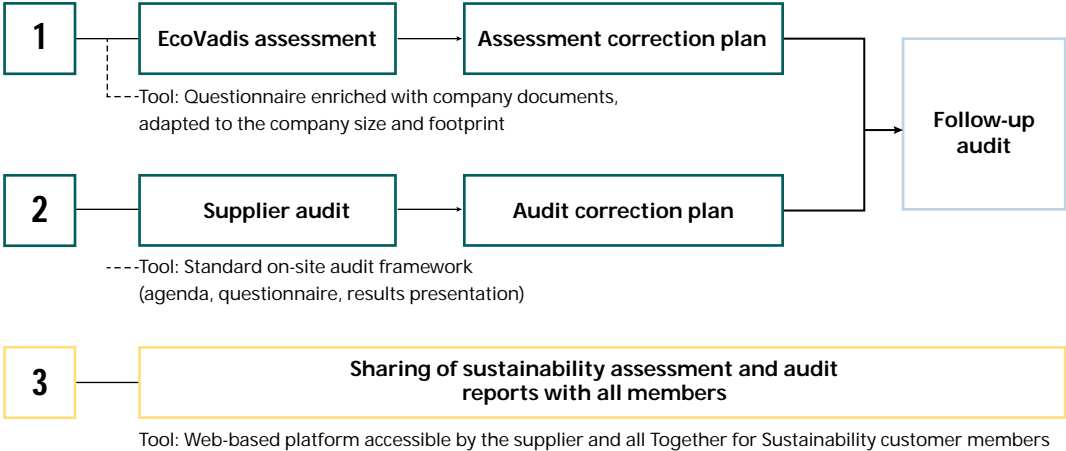 1
EcoVadis assessment
Assessment correction plan
Tool: Questionnaire enriched with company documents,
adapted to the company size and footprint
Follow-up
audit
2
Supplier audit
Audit correction plan
Tool: Standard on-site audit framework
(agenda, questionnaire, results presentation)
3
Sharing of sustainability assessment and audit
reports with all members
Tool: Web-based platform accessible by the supplier and all Together for Sustainability customer members